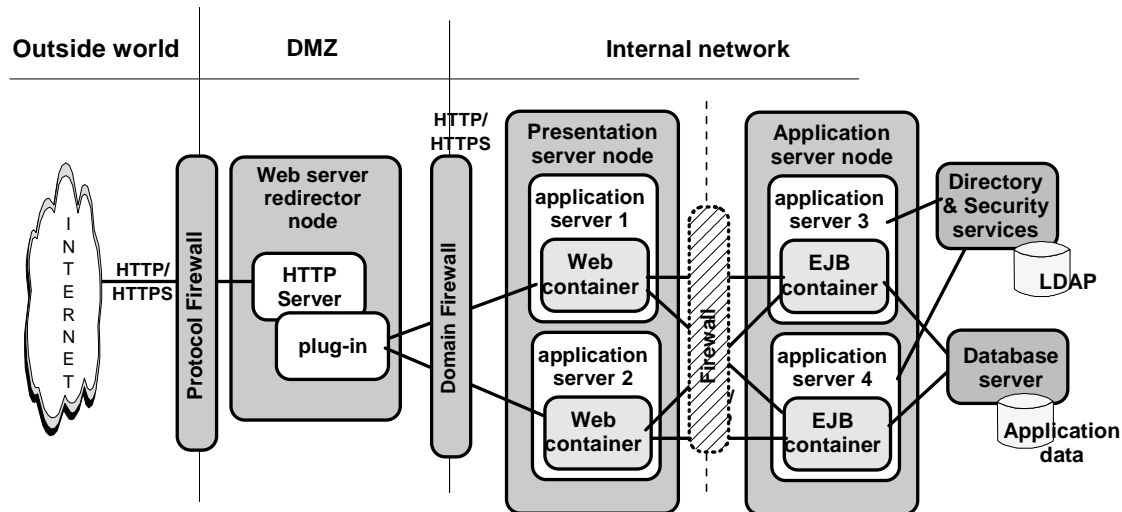 Outside world
DMZ
Internal network
I
N
T
E
R
N
E
T
HTTP/
HTTPS
Protocol Firewall
Web server
redirector
node
HTTP
Server
plug-in
HTTP/
HTTPS
Domain Firewall
Presentation
server node
application
server 1
Web
container
application
server 2
Web
container
Firewall
Application
server node
application
server 3
EJB
container
application
server 4
EJB
container
Directory
& Security
services
LDAP
Database
server
Application
data